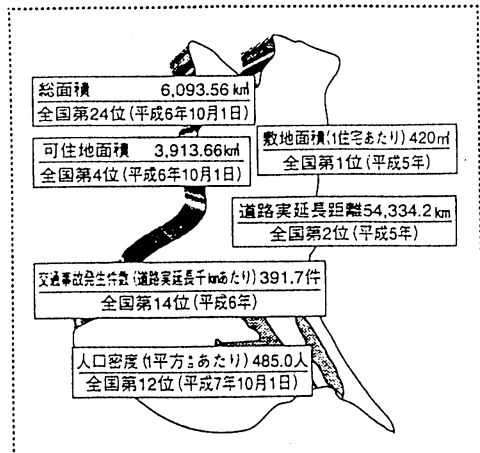 総面積 6,093.56㎢
全国第24位(平成6年10月1日)
可住地面積 3,913.66㎢
全国第4位(平成6年10月1日)
敷地面積(1住宅あたり)420㎡
全国第1位(平成5年)
道路実延長距離54,334.2㎞
全国第2位(平成5年)
交通事故発生件数(道路実延長千㎞あたり)391.7件
全国第14位(平成6年)
人口密度(1平方㌔あたり)485.0人
全国第12位(平成7年10月1日)